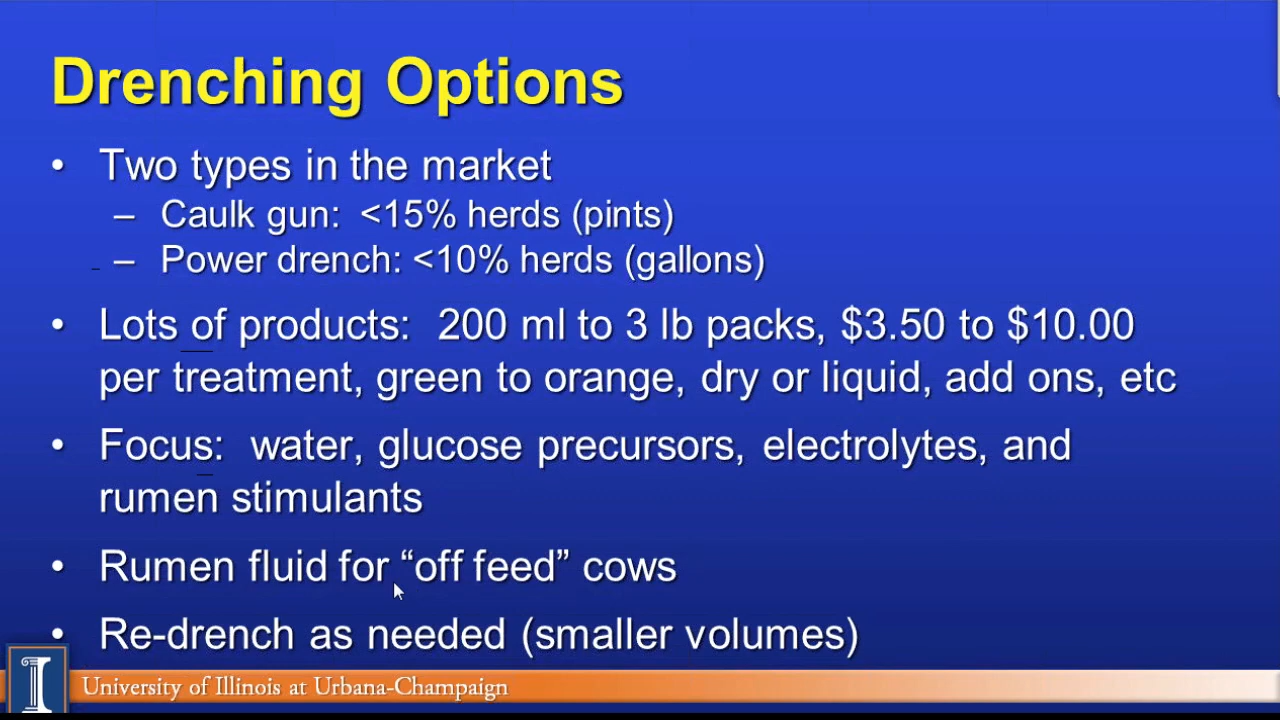 Drenching Options
• Two types in the market
– Caulk gun: <15% herds (pints)
– Power drench: <10% herds (gallons)
• Lots of products: 200 ml to 3 lb packs, $3.50 to $10.00
per treatment, green to orange, dry or liquid, add ons, etc
• Focus: water, glucose precursors, electrolytes, and
rumen stimulants
• Rumen fluid for “off feed” cows
• Re-drench as needed (smaller volumes)
I University of Illinois at Urbana-Champaign